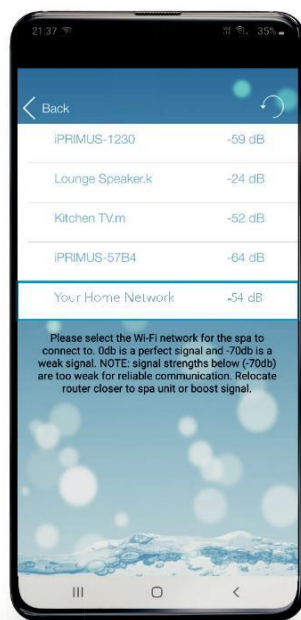 21:37
35%
Back
iPRIMUS-1230 -59 dB
Lounge Speaker.k -24 dB
Kitchen TV.m -52 dB
iPRIMUS-57B4 -64 dB
Your Home Network -54 dB
Please select the Wi-Fi network for the spa to
connect to. 0db is a perfect signal and -70db is a
weak signal. NOTE: signal strengths below (-70db)
are too weak for reliable communication. Relocate
router closer to spa unit or boost signal.